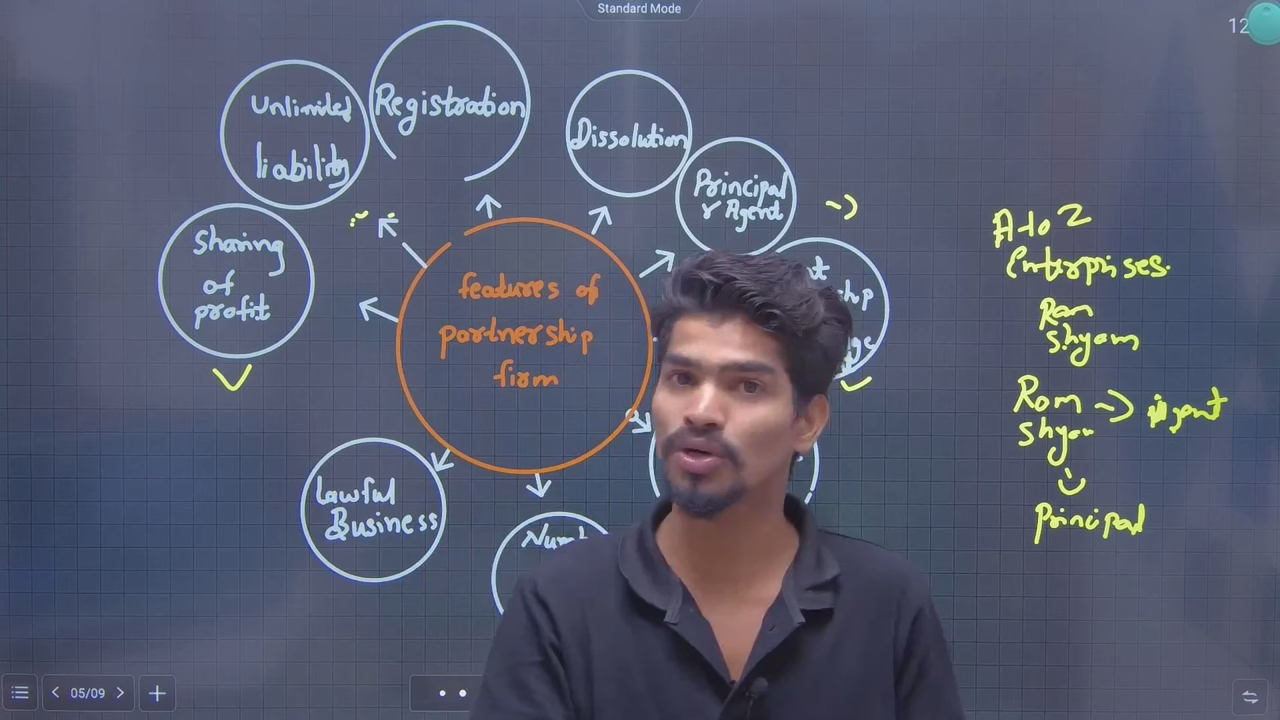 Standard Mode
12
Unlimited
liability
Registration
Dissolution
Principal
& Agent
Sharing
of
profit
features of
partnership
firm
Lawful
Business
Numb
A to Z
Enterprises.
Ram
Shyam
Ram → Agent
Shyam
Principal
05/09